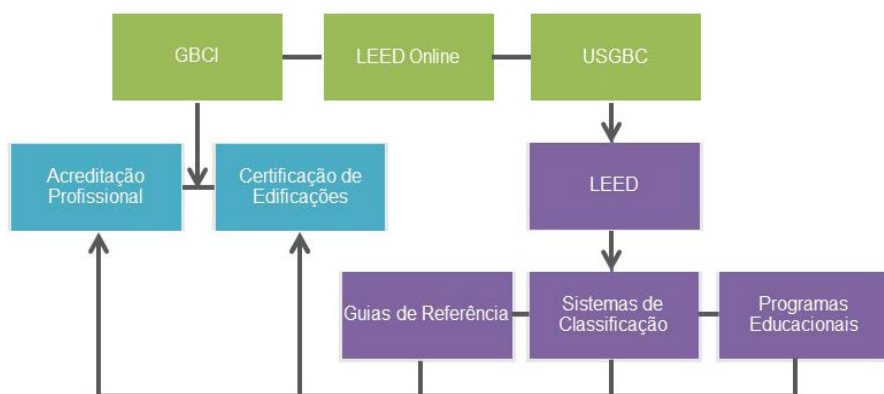 GBCI
LEED Online
USGBC
Acreditação
Profissional
Certificação de
Edificações
LEED
Guias de Referência
Sistemas de
Classificação
Programas
Educacionais